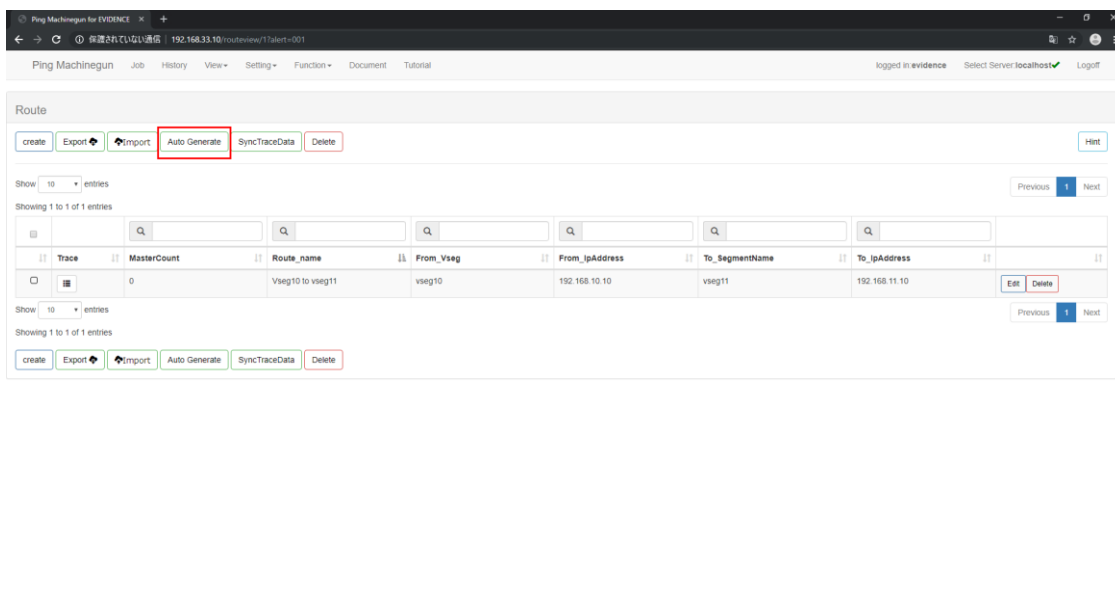 Ping Machinegun for EVIDENCE
保護されていない通信 | 192.168.33.10/routeview/1?alert=001
Ping Machinegun Job History View Setting Function Document Tutorial logged in:evidence Select Server:localhost Logoff
Route
create Export Import Auto Generate SyncTraceData Delete Hint
Show 10 entries Previous 1 Next
Showing 1 to 1 of 1 entries
Trace MasterCount Route_name From_Vseg From_IpAddress To_SegmentName To_IpAddress
0 Vseg10 to vseg11 vseg10 192.168.10.10 vseg11 192.168.11.10 Edit Delete
Show 10 entries Previous 1 Next
Showing 1 to 1 of 1 entries
create Export Import Auto Generate SyncTraceData Delete